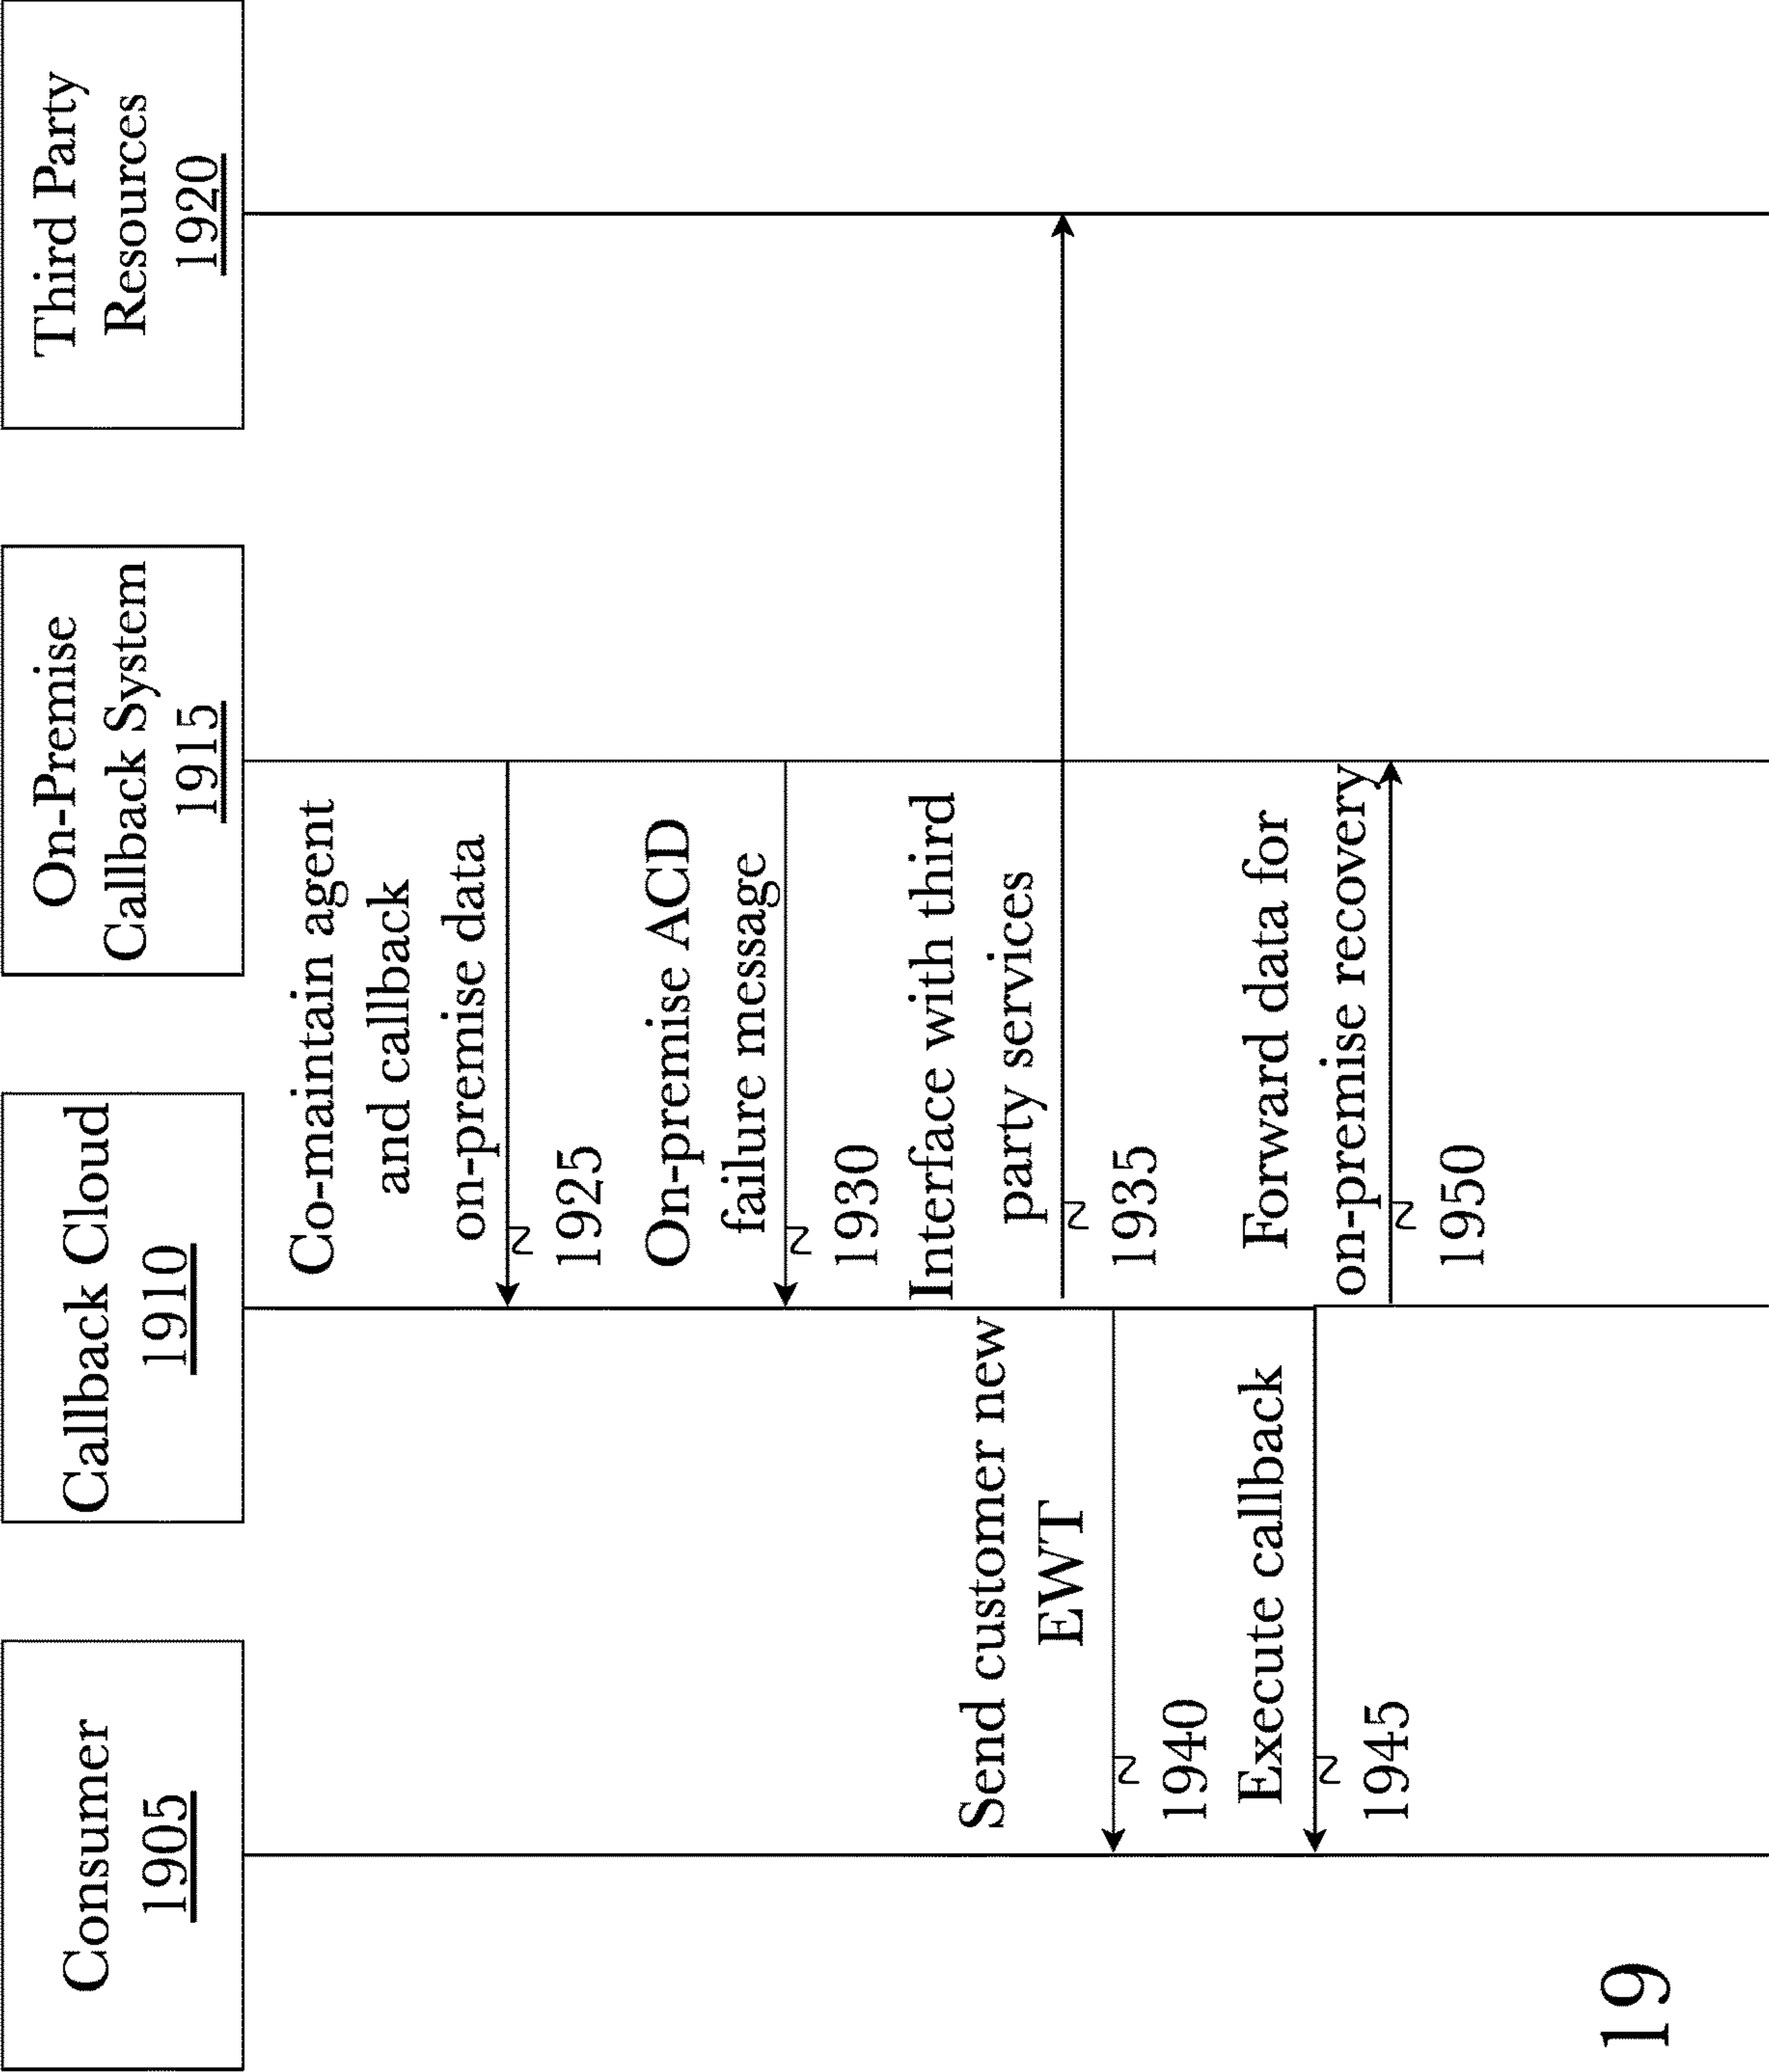 Consumer
1905
Callback Cloud
1910
On-Premise
Callback System
1915
Third Party
Resources
1920
Co-maintain agent
and callback
on-premise data
1925
On-premise ACD
failure message
1930
Interface with third
party services
1935
Send customer new
EWT
1940
Execute callback
1945
Forward data for
on-premise recovery
1950
19